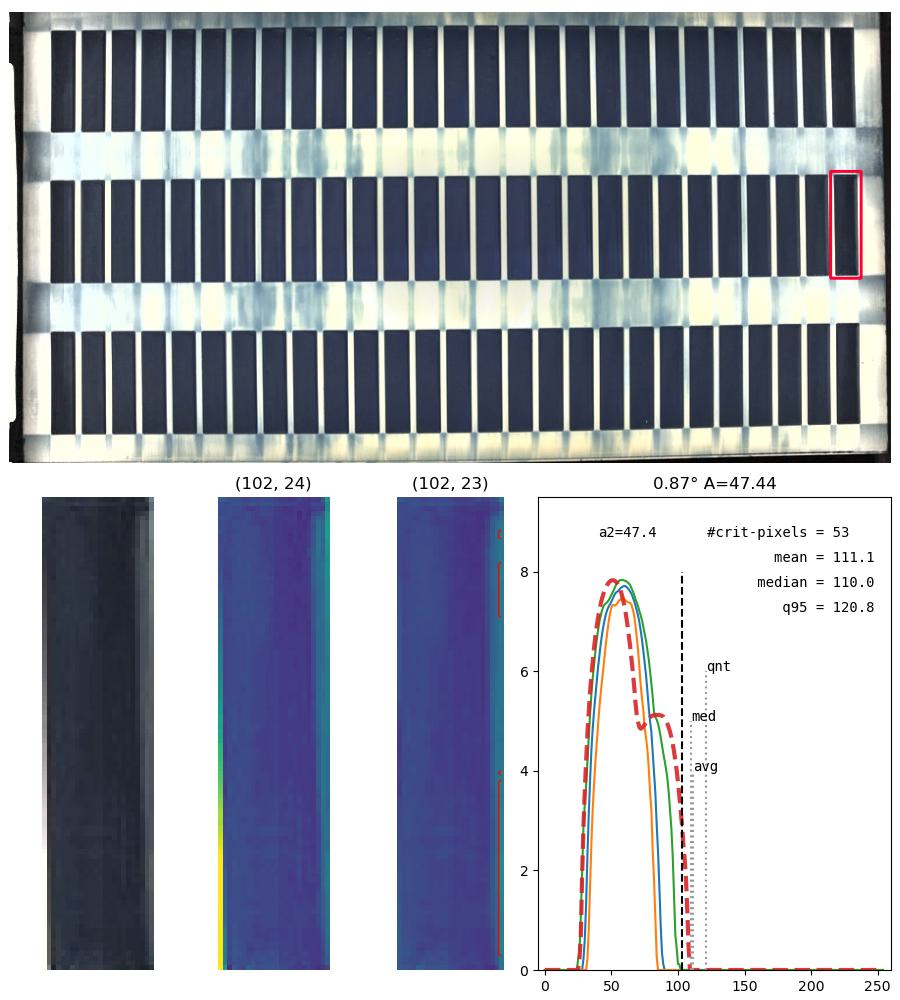 (102, 24)
(102, 23)
0.87° A=47.44
a2=47.4
#crit-pixels = 53
mean = 111.1
median = 110.0
q95 = 120.8
qnt
med
avg
8
6
4
2
0
0 50 100 150 200 250